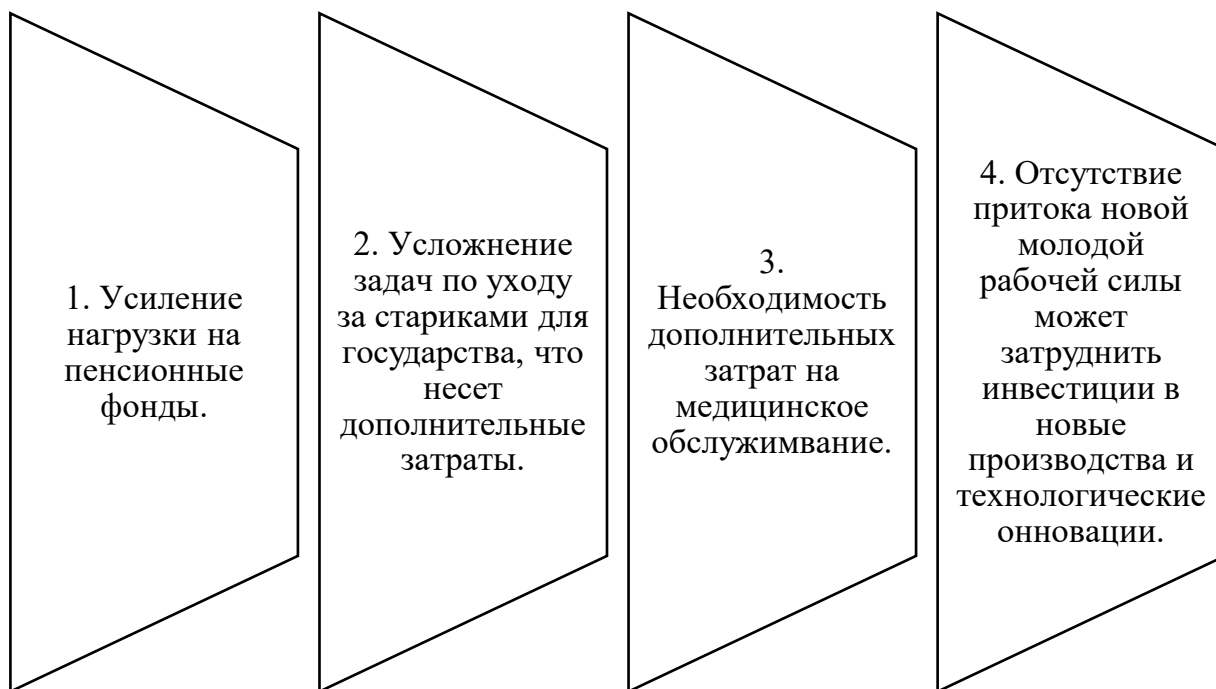 1. Усиление
нагрузки на
пенсионные
фонды.
2. Усложнение
задач по уходу
за стариками для
государства, что
несет
дополнительные
затраты.
3.
Необходимость
дополнительных
затрат на
медицинское
обслужимвание.
4. Отсутствие
притока новой
молодой
рабочей силы
может
затруднить
инвестиции в
новые
производства и
технологические
онновации.